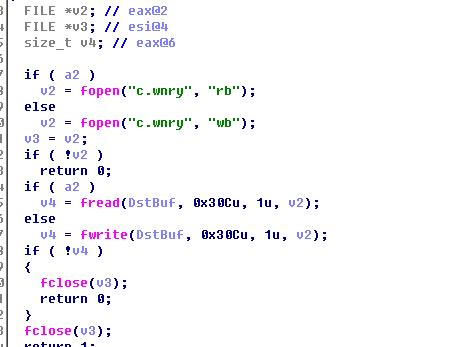 FILE *v2; // eax@2
FILE *v3; // esi@4
size_t v4; // eax@6
if ( a2 )
v2 = fopen("c.wnry", "rb");
else
v2 = fopen("c.wnry", "wb");
v3 = v2;
if ( !v2 )
return 0;
if ( a2 )
v4 = fread(DstBuf, 0x30Cu, 1u, v2);
else
v4 = fwrite(DstBuf, 0x30Cu, 1u, v2);
if ( !v4 )
{
fclose(v3);
return 0;
}
fclose(v3);
return 1;